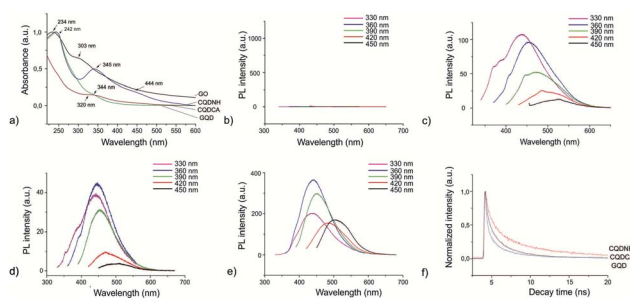 234 nm
242 nm
303 nm
345 nm
444 nm
344 nm
320 nm
GO
CQDNH
CQDCA
GQD
Absorbance (a.u.)
1,0
0,5
0,0
250 300 350 400 450 500 550 600
Wavelength (nm)
a)
330 nm
360 nm
390 nm
420 nm
450 nm
PL intensity (a.u.)
1000
750
500
250
0
300 400 500 600 700
Wavelength (nm)
b)
330 nm
360 nm
390 nm
420 nm
450 nm
PL intensity (a.u.)
100
50
0
400 500 600
Wavelength (nm)
c)
330 nm
360 nm
390 nm
420 nm
450 nm
PL intensity (a.u.)
40
20
0
300 400 500 600 700
Wavelength (nm)
d)
330 nm
360 nm
390 nm
420 nm
450 nm
PL intensity (a.u.)
400
300
200
100
0
300 400 500 600 700
Wavelength (nm)
e)
Normalized intensity (a.u.)
1,0
0,5
0,0
5 10 15 20
Decay time (ns)
CQDNH
CQDCA
GQD
f)